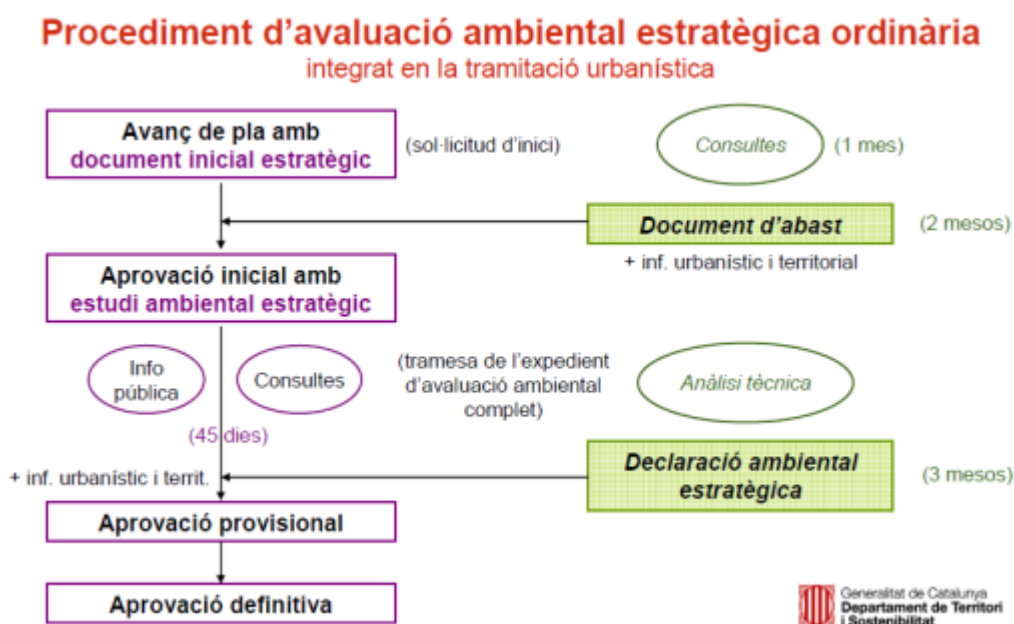 Procediment d'avaluació ambiental estratègica ordinària
integrat en la tramitació urbanística
Avanç de pla amb
document inicial estratègic
(sol·licitud d'inici)
Consultes
(1 mes)
Document d'abast
(2 mesos)
+ inf. urbanístic i territorial
Aprovació inicial amb
estudi ambiental estratègic
Info
pública
Consultes
(45 dies)
(tramesa de l'expedient
d'avaluació ambiental
complet)
Anàlisi tècnica
+ inf. urbanístic i territ.
Declaració ambiental
estratègica
(3 mesos)
Aprovació provisional
Aprovació definitiva
Generalitat de Catalunya
Departament de Territori
i Sostenibilitat